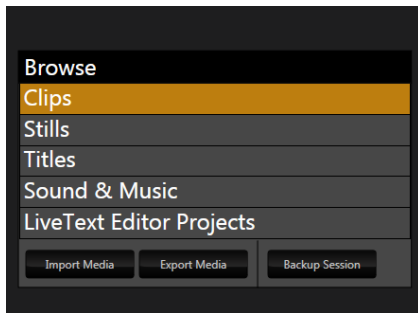 Browse
Clips
Stills
Titles
Sound & Music
LiveText Editor Projects
Import Media Export Media Backup Session